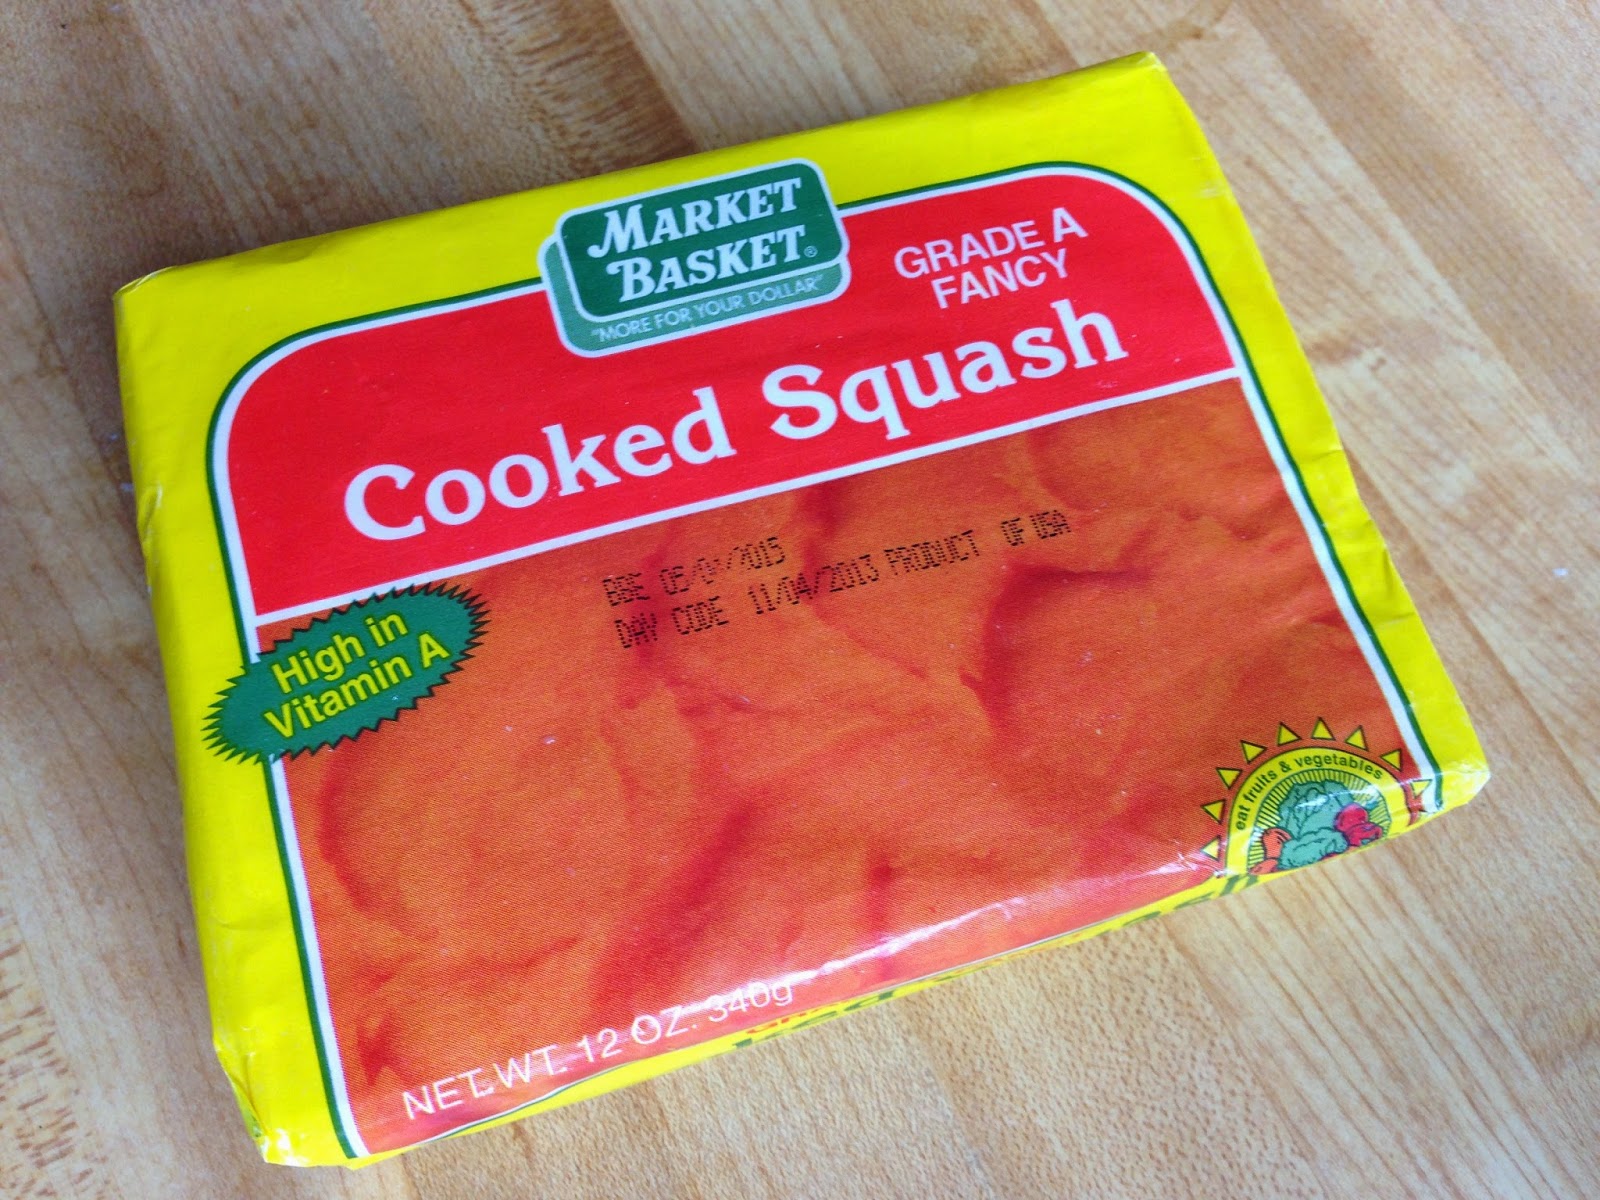 MARKET
BASKET®
"MORE FOR YOUR DOLLAR"
GRADE A
FANCY
Cooked Squash
BBE
DAY CODE 11/04/2013 PRODUCT OF USA
High in
Vitamin A
eat fruits & vegetables
NET. WT. 12 OZ. 340g